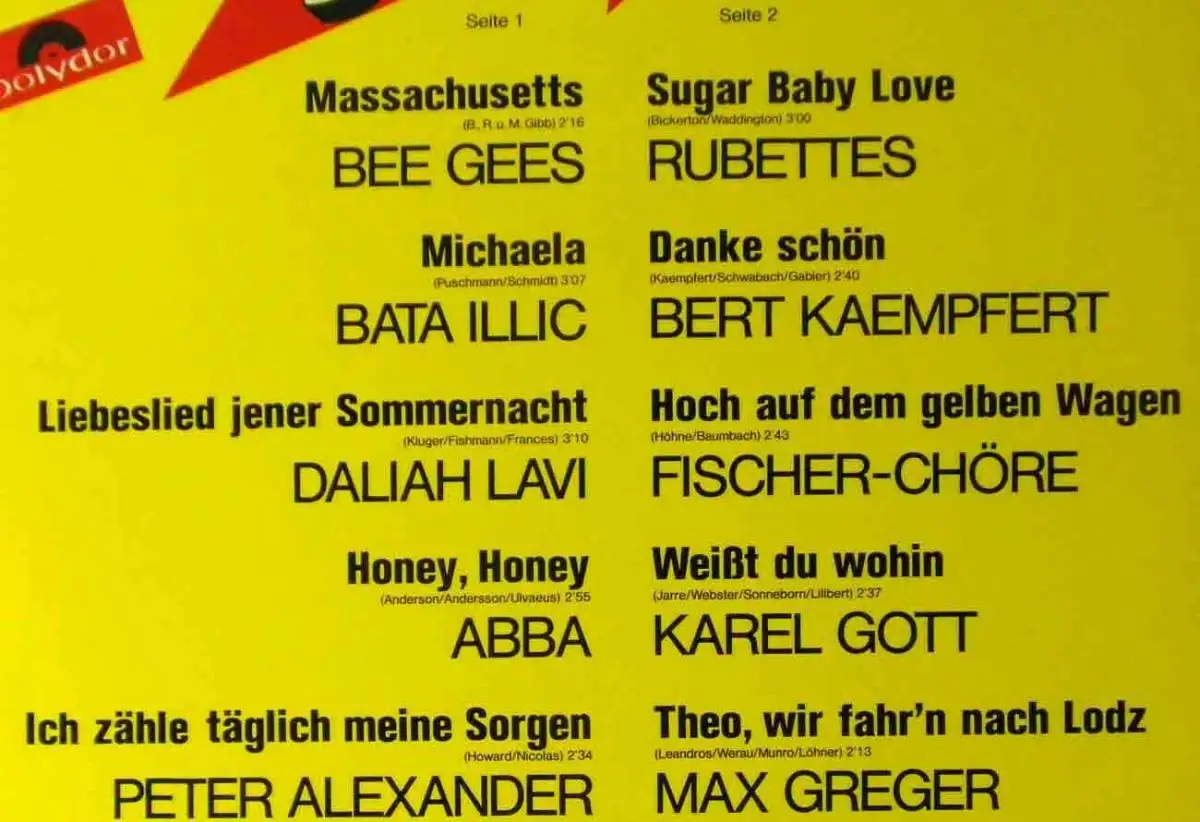 polydor
Seite 1
Massachusetts
(B., R. u. M. Gibb) 2'16
BEE GEES
Michaela
(Puschmann/Schmidt) 3'07
BATA ILLIC
Liebeslied jener Sommernacht
(Kluger/Fishmann/Frances) 3'10
DALIAH LAVI
Honey, Honey
(Anderson/Andersson/Ulvaeus) 2'55
ABBA
Ich zähle täglich meine Sorgen
(Howard/Nicolas) 2'34
PETER ALEXANDER
Seite 2
Sugar Baby Love
(Bickerton/Waddington) 3'00
RUBETTES
Danke schön
(Kaempfert/Schwabach/Gabler) 2'40
BERT KAEMPFERT
Hoch auf dem gelben Wagen
(Höhne/Baumbach) 2'43
FISCHER-CHÖRE
Weißt du wohin
(Jarre/Webster/Sonneborn/Lilibert) 2'37
KAREL GOTT
Theo, wir fahr'n nach Lodz
(Leandros/Werau/Munro/Löhner) 2'13
MAX GREGER